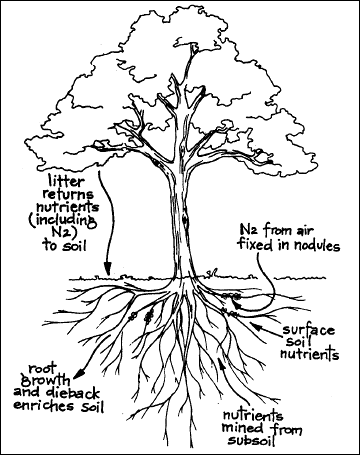 litter
returns
nutrients
(including
N2)
to soil
N2 from air
fixed in nodules
surface
soil
nutrients
root
growth
and dieback
enriches soil
nutrients
mined from
subsoil